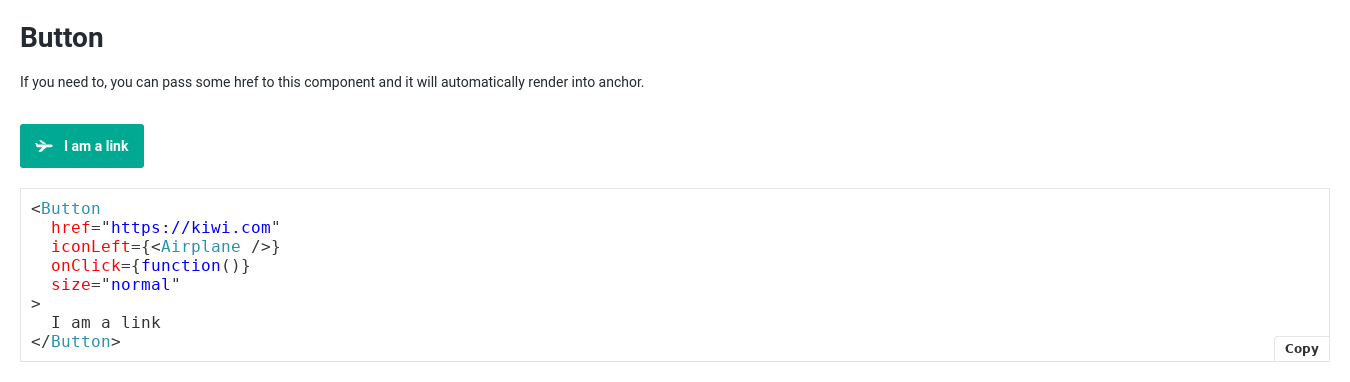 Button
If you need to, you can pass some href to this component and it will automatically render into anchor.
I am a link
<Button
  href="https://kiwi.com"
  iconLeft={<Airplane />}
  onClick={function()}
  size="normal"
>
  I am a link
</Button>
Copy